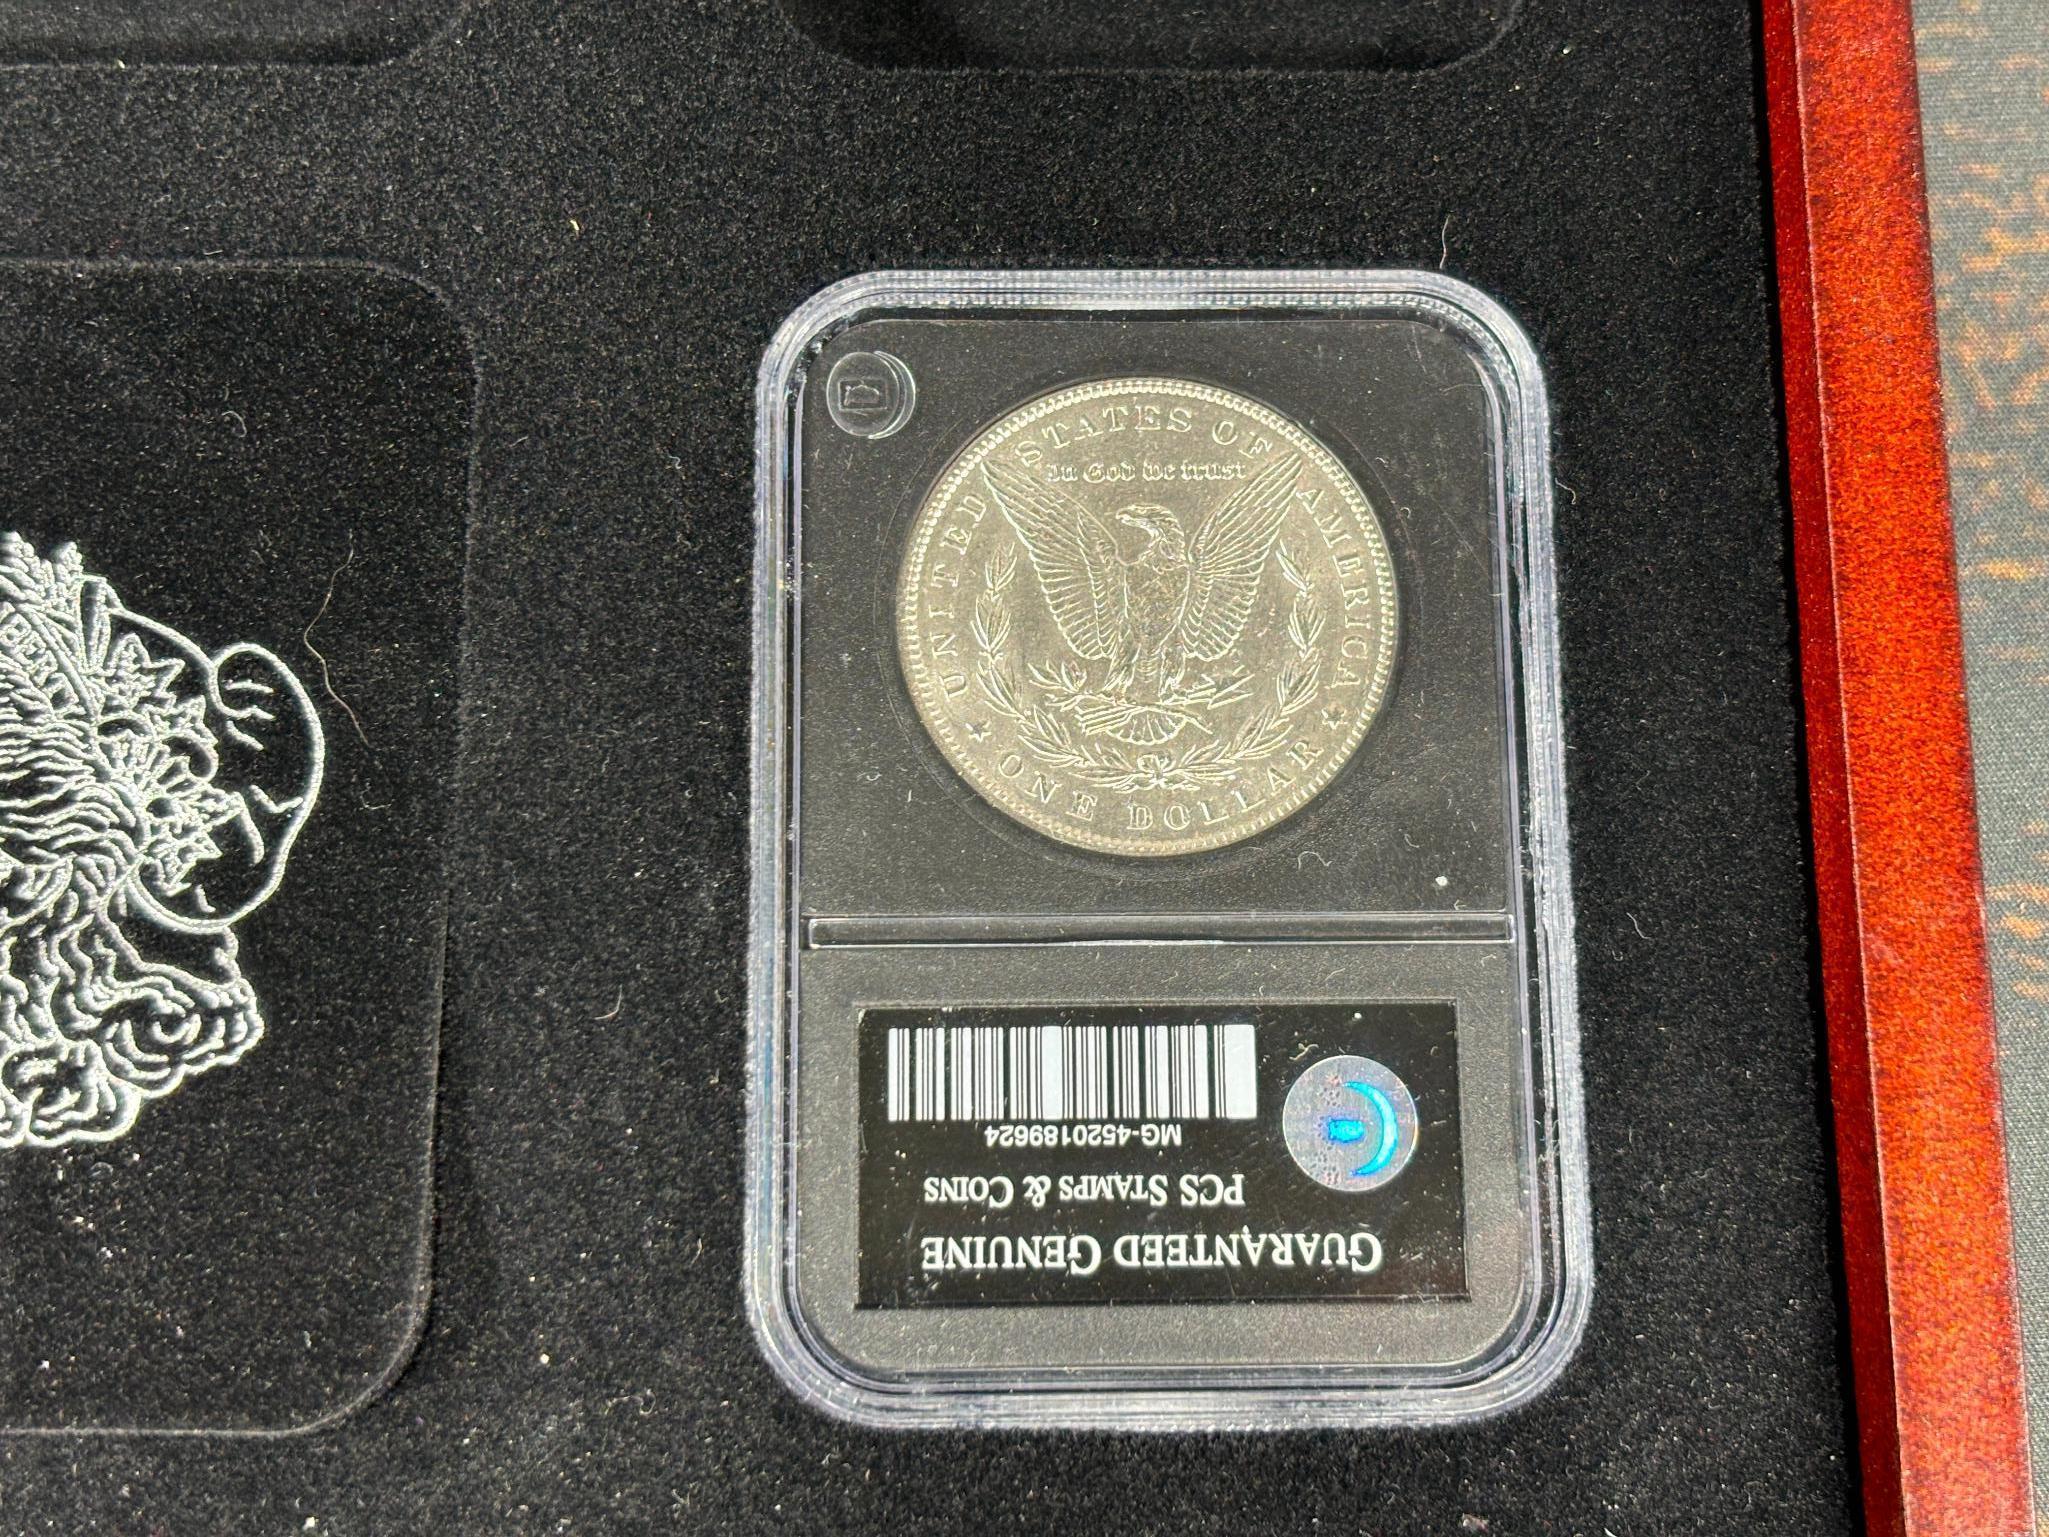 UNITED STATES OF AMERICA
In God we trust
ONE DOLLAR
GUARANTEED GENUINE
PCS STAMPS & COINS
MG-4520189624